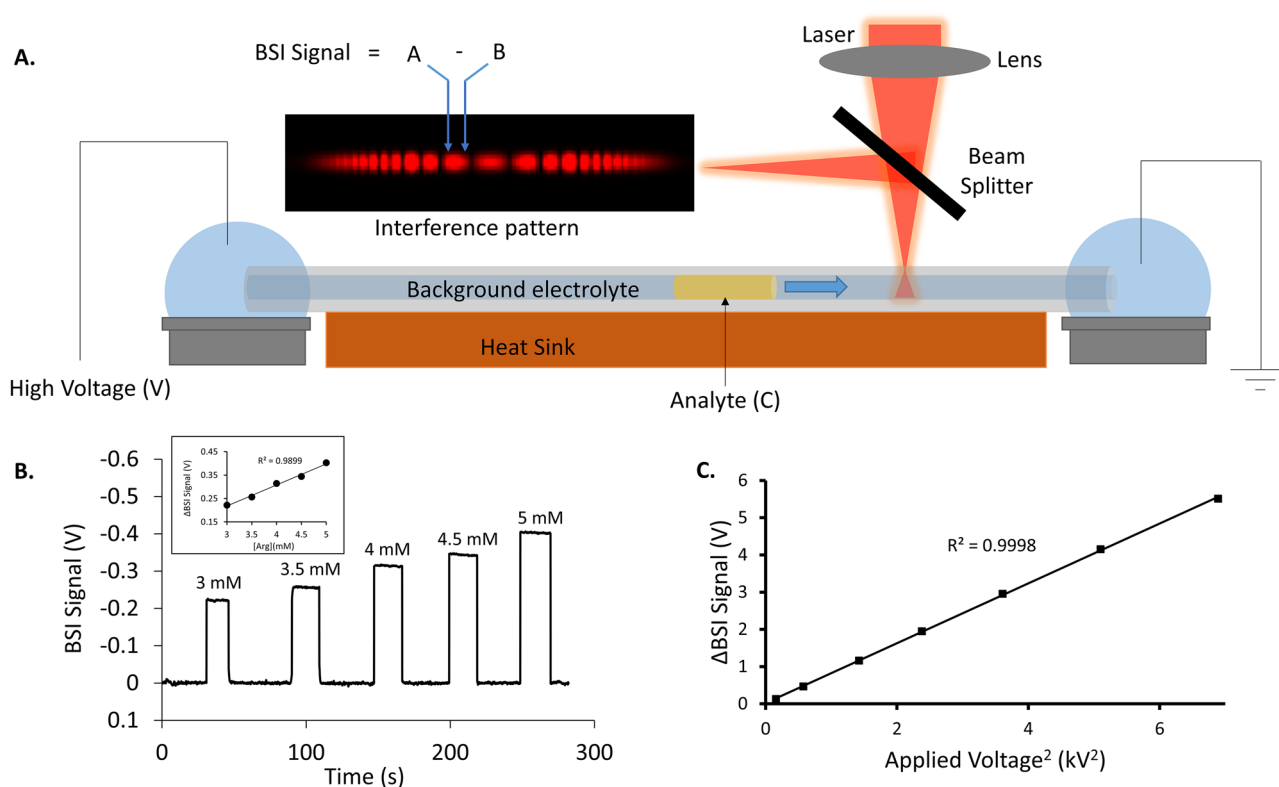 A.
BSI Signal = A - B
Laser
Lens
Beam
Splitter
Interference pattern
Background electrolyte
Heat Sink
High Voltage (V)
Analyte (C)
B.
-0.6
-0.5
-0.4
-0.3
-0.2
-0.1
0
0.1
BSI Signal (V)
0
100
200
300
Time (s)
3 mM
3.5 mM
4 mM
4.5 mM
5 mM
0.45
0.35
0.25
0.15
ΔBSI Signal (V)
R² = 0.9899
3
3.5
4
4.5
5
[Arg](mM)
C.
6
5
4
3
2
1
0
ΔBSI Signal (V)
R² = 0.9998
0
2
4
6
Applied Voltage² (kV²)